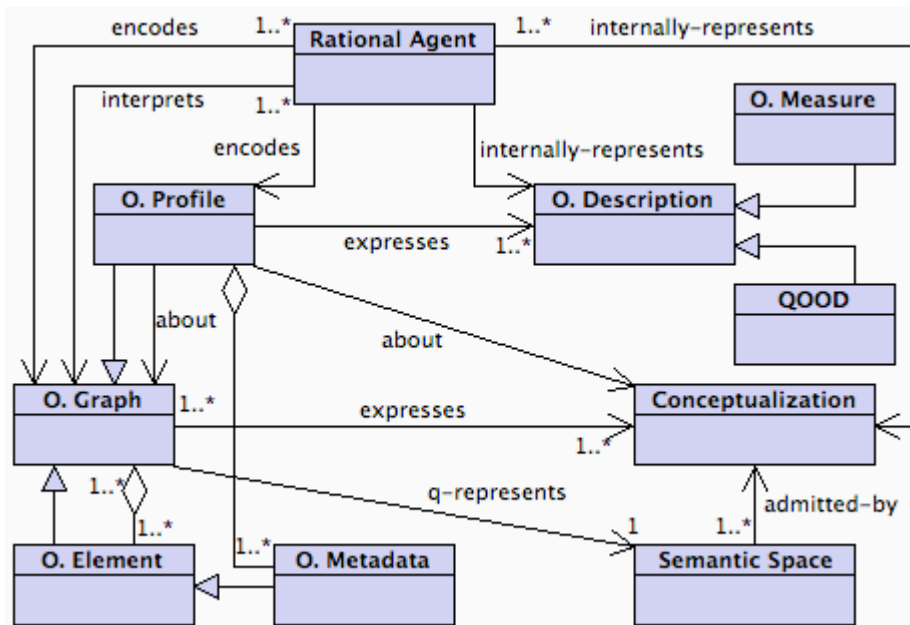 encodes
1..*
Rational Agent
1..*
internally-represents
interprets
1..*
O. Measure
encodes
internally-represents
O. Profile
O. Description
expresses
1..*
QOOD
about
about
O. Graph
1..*
expresses
Conceptualization
1..*
1..*
q-represents
admitted-by
1..*
1..*
1
1..*
O. Element
O. Metadata
Semantic Space